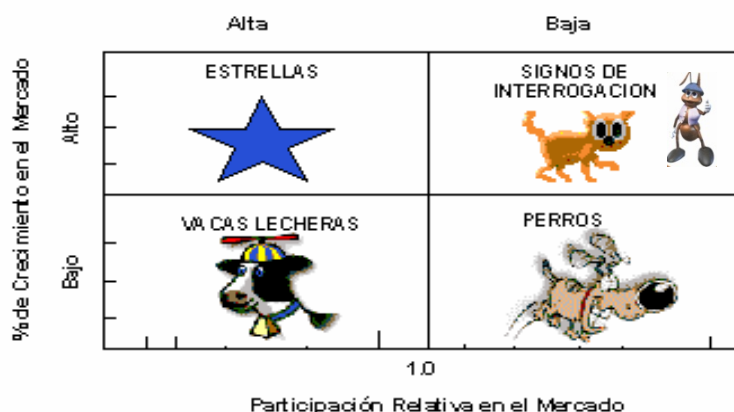 Alta
Baja
ESTRELLAS
SIGNOS DE
INTERROGACION
% de Crecimiento en el Mercado
Alto
VACAS LECHERAS
PERROS
Bajo
1.0
Participación Relativa en el Mercado